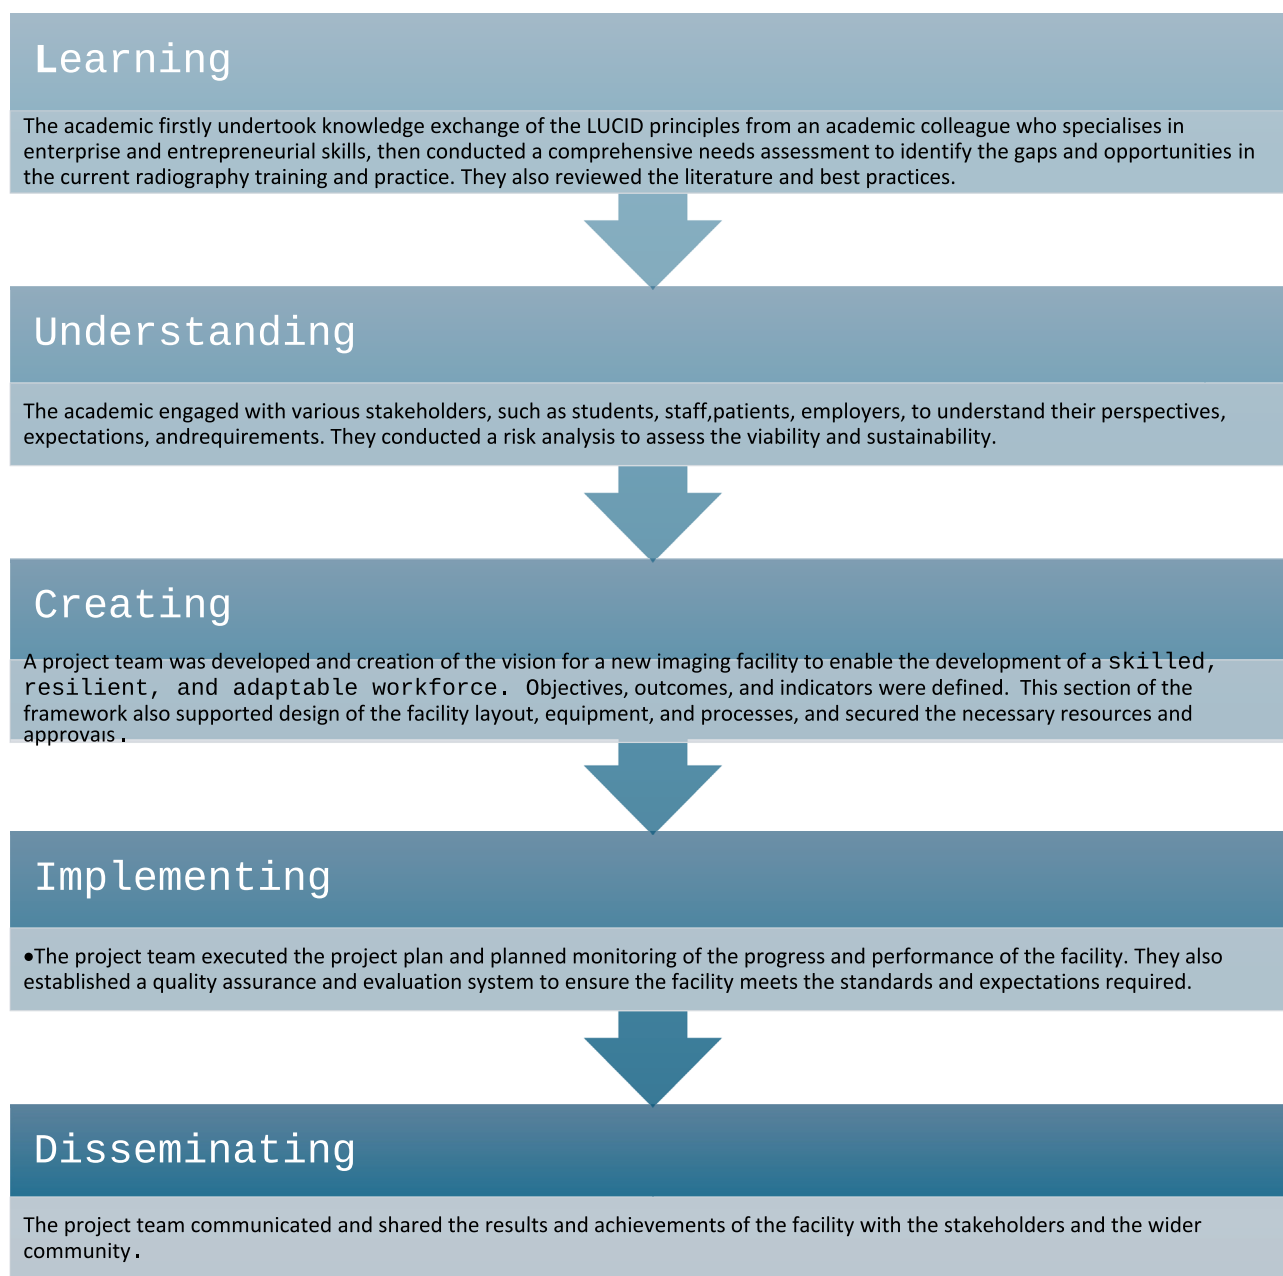 Learning
The academic firstly undertook knowledge exchange of the LUCID principles from an academic colleague who specialises in
enterprise and entrepreneurial skills, then conducted a comprehensive needs assessment to identify the gaps and opportunities in
the current radiography training and practice. They also reviewed the literature and best practices.
Understanding
The academic engaged with various stakeholders, such as students, staff,patients, employers, to understand their perspectives,
expectations, andrequirements. They conducted a risk analysis to assess the viability and sustainability.
Creating
A project team was developed and creation of the vision for a new imaging facility to enable the development of a skilled,
resilient, and adaptable workforce. Objectives, outcomes, and indicators were defined. This section of the
framework also supported design of the facility layout, equipment, and processes, and secured the necessary resources and
approvals.
Implementing
•The project team executed the project plan and planned monitoring of the progress and performance of the facility. They also
established a quality assurance and evaluation system to ensure the facility meets the standards and expectations required.
Disseminating
The project team communicated and shared the results and achievements of the facility with the stakeholders and the wider
community.